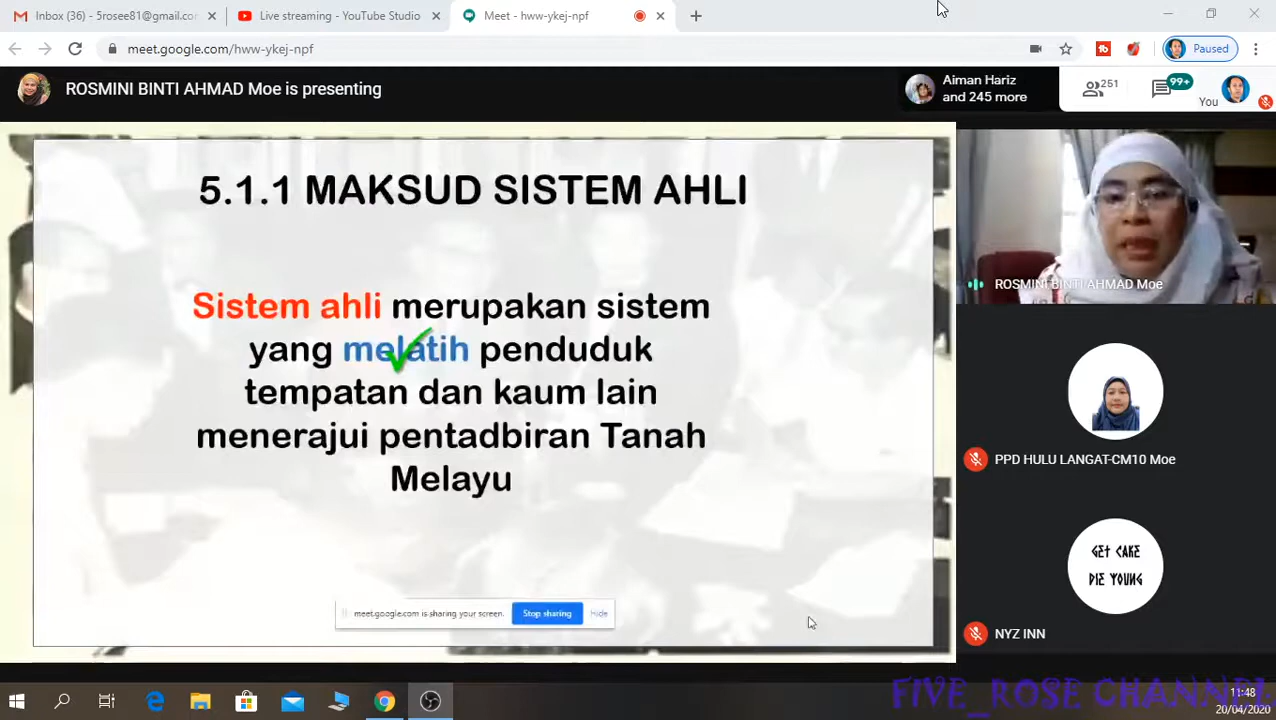 Inbox (36) - 5rosee81@gmail.co
Live streaming - YouTube Studio
Meet - hww-ykej-npf
meet.google.com/hww-ykej-npf
Paused
ROSMINI BINTI AHMAD Moe is presenting
Aiman Hariz
and 245 more
251
99+
You
5.1.1 MAKSUD SISTEM AHLI
Sistem ahli merupakan sistem
yang melatih penduduk
tempatan dan kaum lain
menerajui pentadbiran Tanah
Melayu
meet.google.com is sharing your screen.
Stop sharing
Hide
ROSMINI BINTI AHMAD Moe
PPD HULU LANGAT-CM10 Moe
GET CAKE
DIE YOUNG
NYZ INN
FIVE_ROSE CHANNEL
11:48
20/04/2020